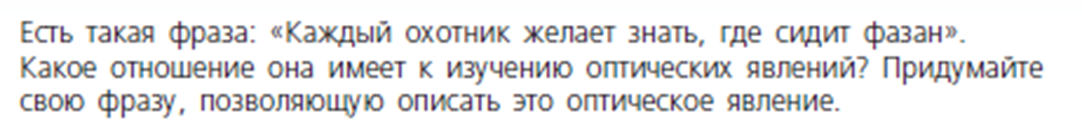 Есть такая фраза: «Каждый охотник желает знать, где сидит фазан».
Какое отношение она имеет к изучению оптических явлений? Придумайте
свою фразу, позволяющую описать это оптическое явление.